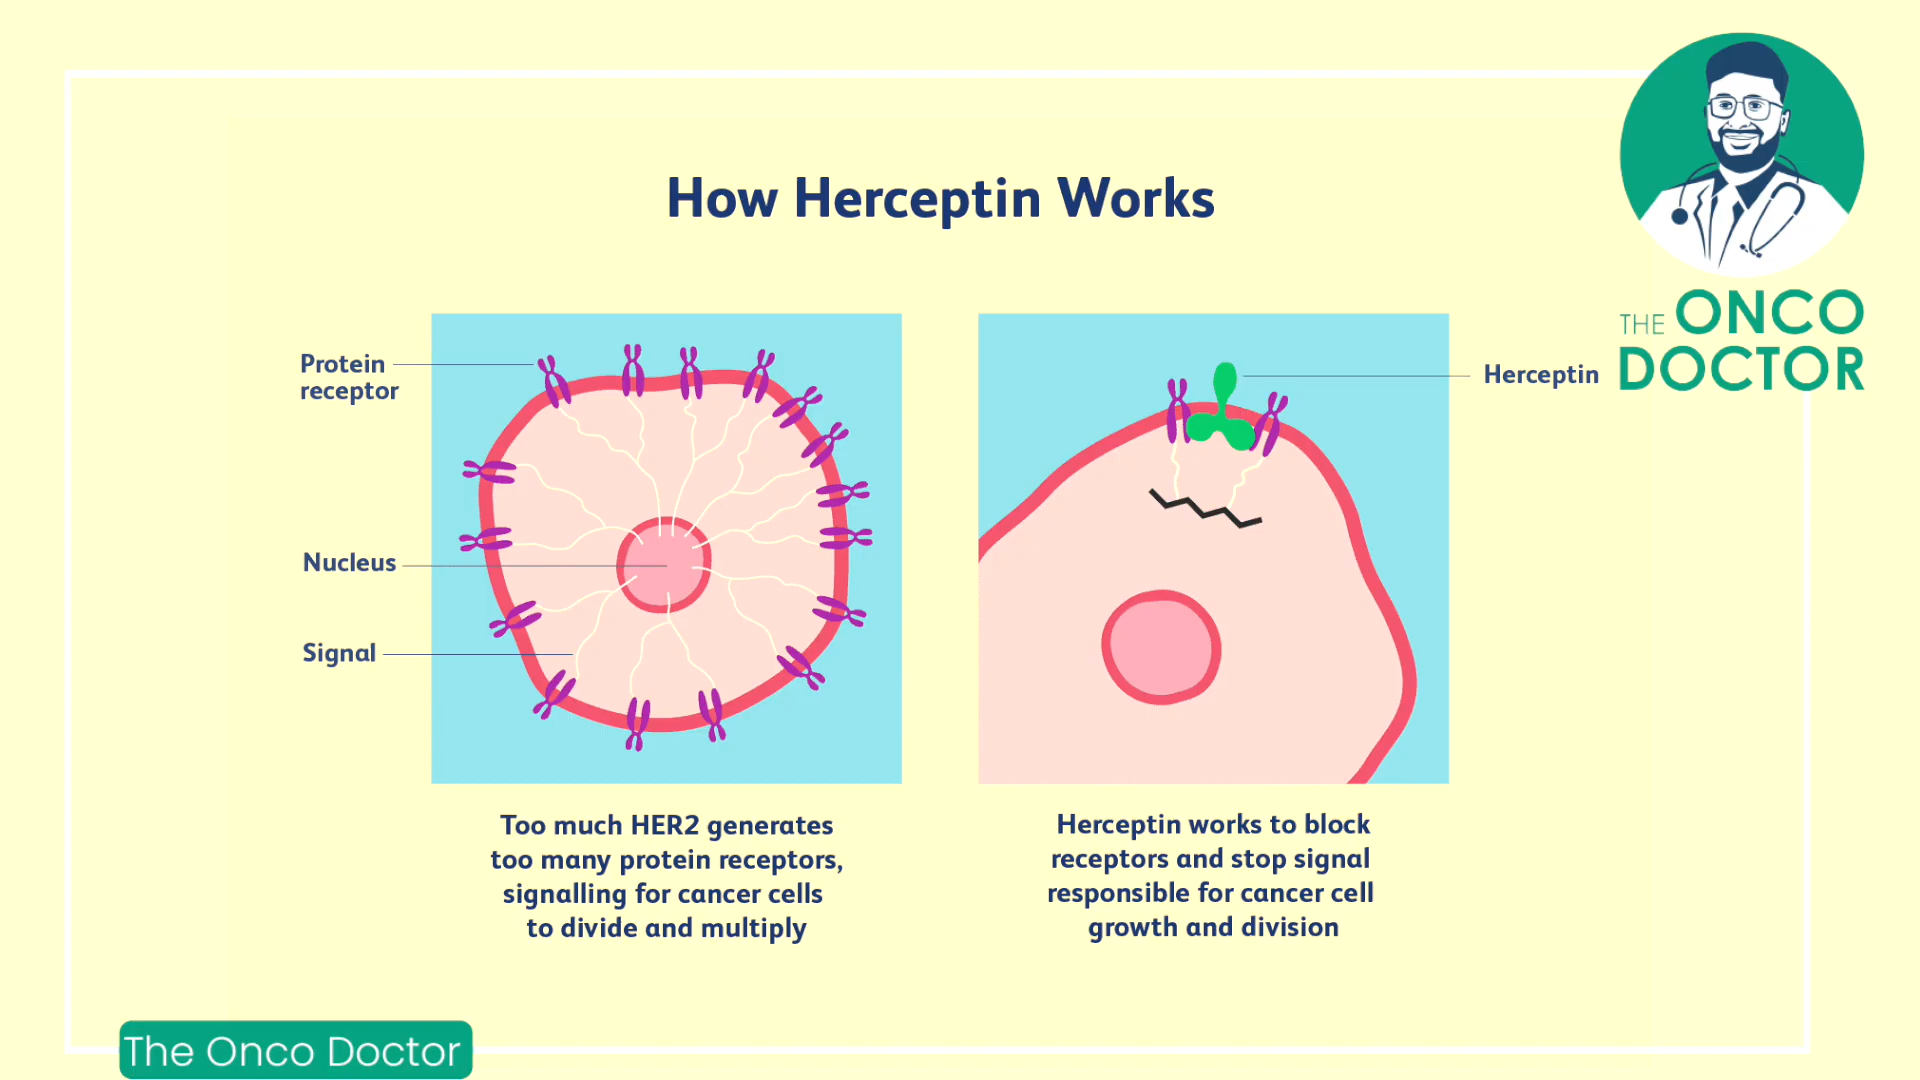 How Herceptin Works
THE ONCO
DOCTOR
Protein
receptor
Nucleus
Signal
Herceptin
Too much HER2 generates
too many protein receptors,
signalling for cancer cells
to divide and multiply
Herceptin works to block
receptors and stop signal
responsible for cancer cell
growth and division
The Onco Doctor